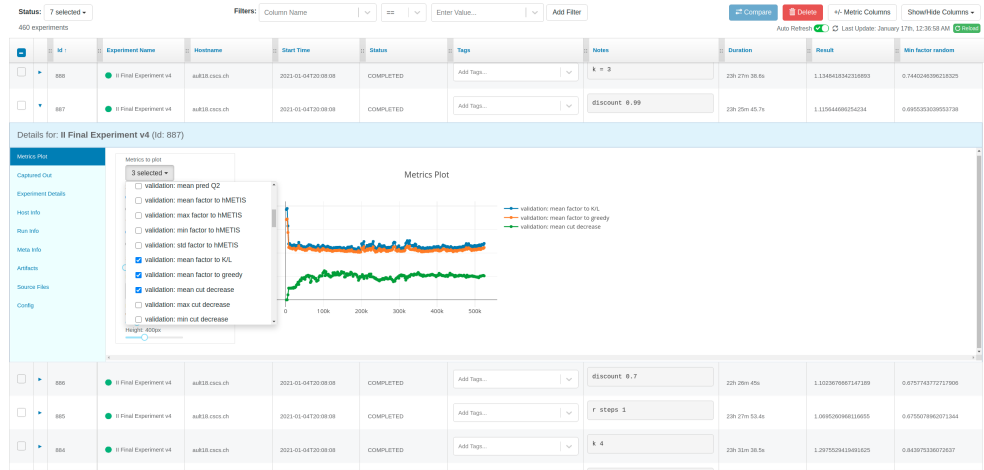 Status: 7 selected Filters: Column Name == Enter Value... Add Filter Compare Delete +/- Metric Columns Show/Hide Columns
460 experiments Auto Refresh Last Update: January 17th, 12:36:58 AM Reload
Id ↑ Experiment Name Hostname Start Time Status Tags Notes Duration Result Min factor random
888 II Final Experiment v4 ault18.cscs.ch 2021-01-04T20:08:08 COMPLETED Add Tags... k = 3 23h 27m 38.6s 1.1348418342316893 0.7440246396218325
887 II Final Experiment v4 ault18.cscs.ch 2021-01-04T20:08:08 COMPLETED Add Tags... discount 0.99 23h 25m 45.7s 1.115644686254234 0.6955353039553738
Details for: II Final Experiment v4 (Id: 887)
Metrics Plot
Captured Out
Experiment Details
Host Info
Run Info
Meta Info
Artifacts
Source Files
Config
Metrics to plot
3 selected
validation: mean pred Q2
validation: mean factor to hMETIS
validation: max factor to hMETIS
validation: min factor to hMETIS
validation: std factor to hMETIS
validation: mean factor to K/L
validation: mean factor to greedy
validation: mean cut decrease
validation: max cut decrease
validation: min cut decrease
Height: 400px
Metrics Plot
validation: mean factor to K/L
validation: mean factor to greedy
validation: mean cut decrease
0 100k 200k 300k 400k 500k
886 II Final Experiment v4 ault18.cscs.ch 2021-01-04T20:08:08 COMPLETED Add Tags... discount 0.7 22h 26m 45s 1.1023676667147189 0.6757743772717906
885 II Final Experiment v4 ault18.cscs.ch 2021-01-04T20:08:08 COMPLETED Add Tags... r steps 1 23h 27m 53.4s 1.0695260968116655 0.6755078962071344
884 II Final Experiment v4 ault18.cscs.ch 2021-01-04T20:08:08 COMPLETED Add Tags... k 4 23h 31m 38.5s 1.2975529419491625 0.643975336072637